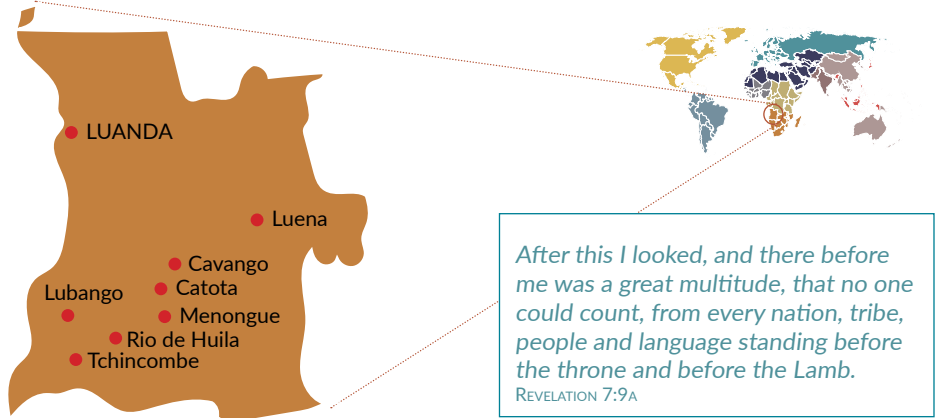 LUANDA
Luena
Cavango
Catota
Lubango
Menongue
Rio de Huila
Tchincombe
After this I looked, and there before
me was a great multitude, that no one
could count, from every nation, tribe,
people and language standing before
the throne and before the Lamb.
REVELATION 7:9A